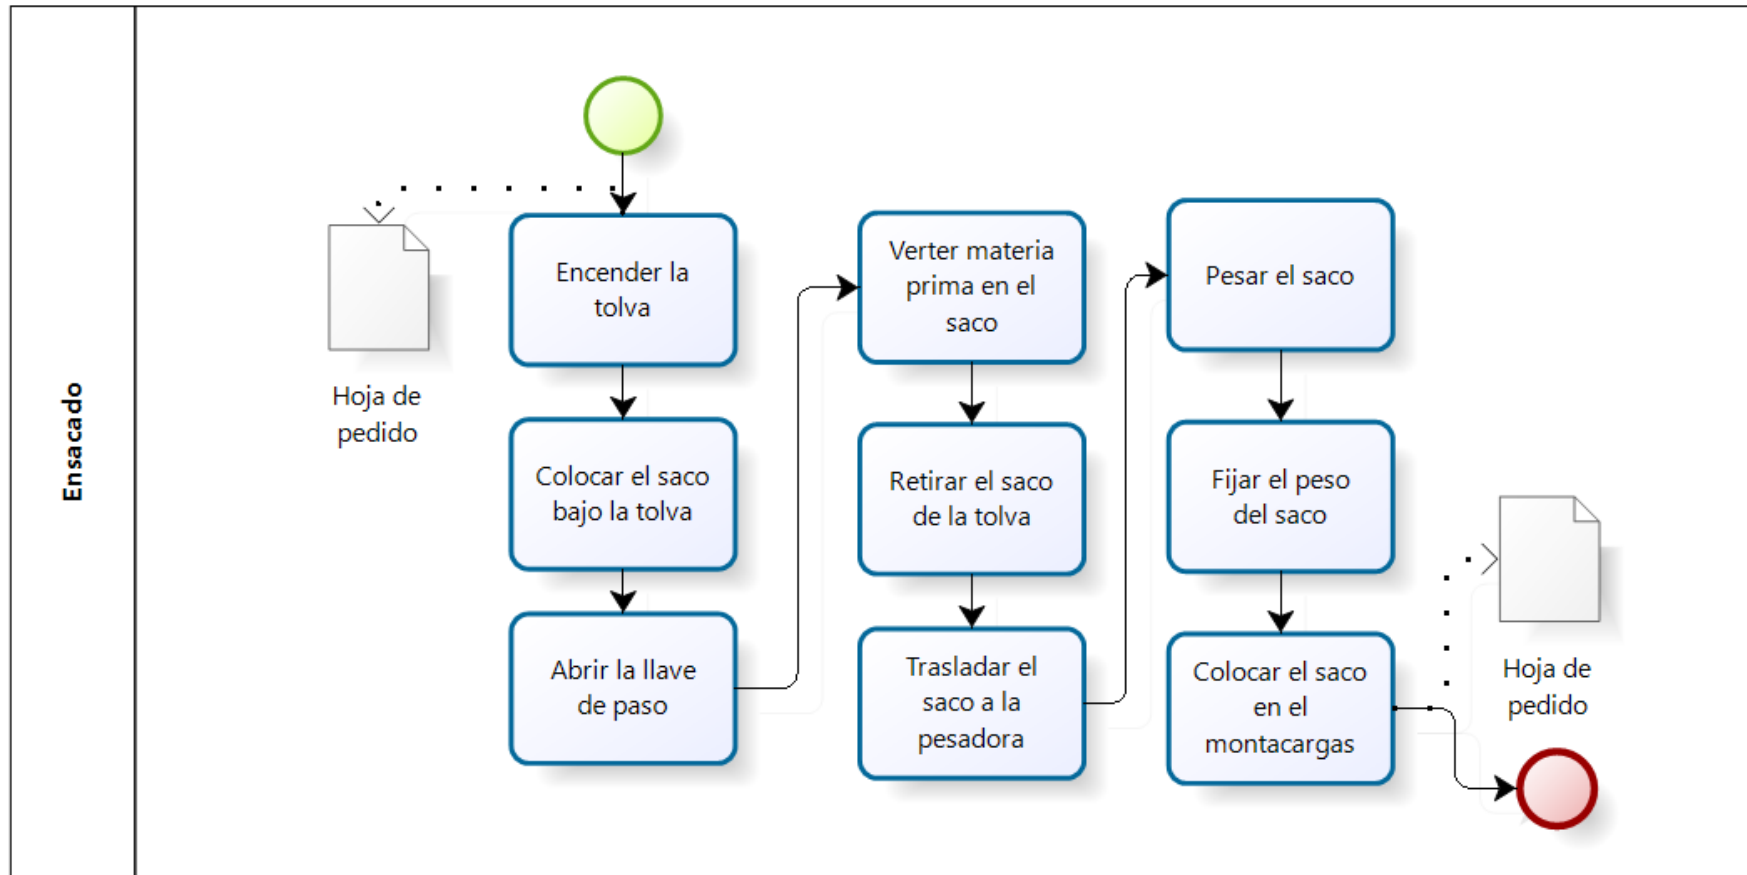 Ensacado
Hoja de
pedido
Encender la
tolva
Colocar el saco
bajo la tolva
Abrir la llave
de paso
Verter materia
prima en el
saco
Retirar el saco
de la tolva
Trasladar el
saco a la
pesadora
Pesar el saco
Fijar el peso
del saco
Colocar el saco
en el
montacargas
Hoja de
pedido